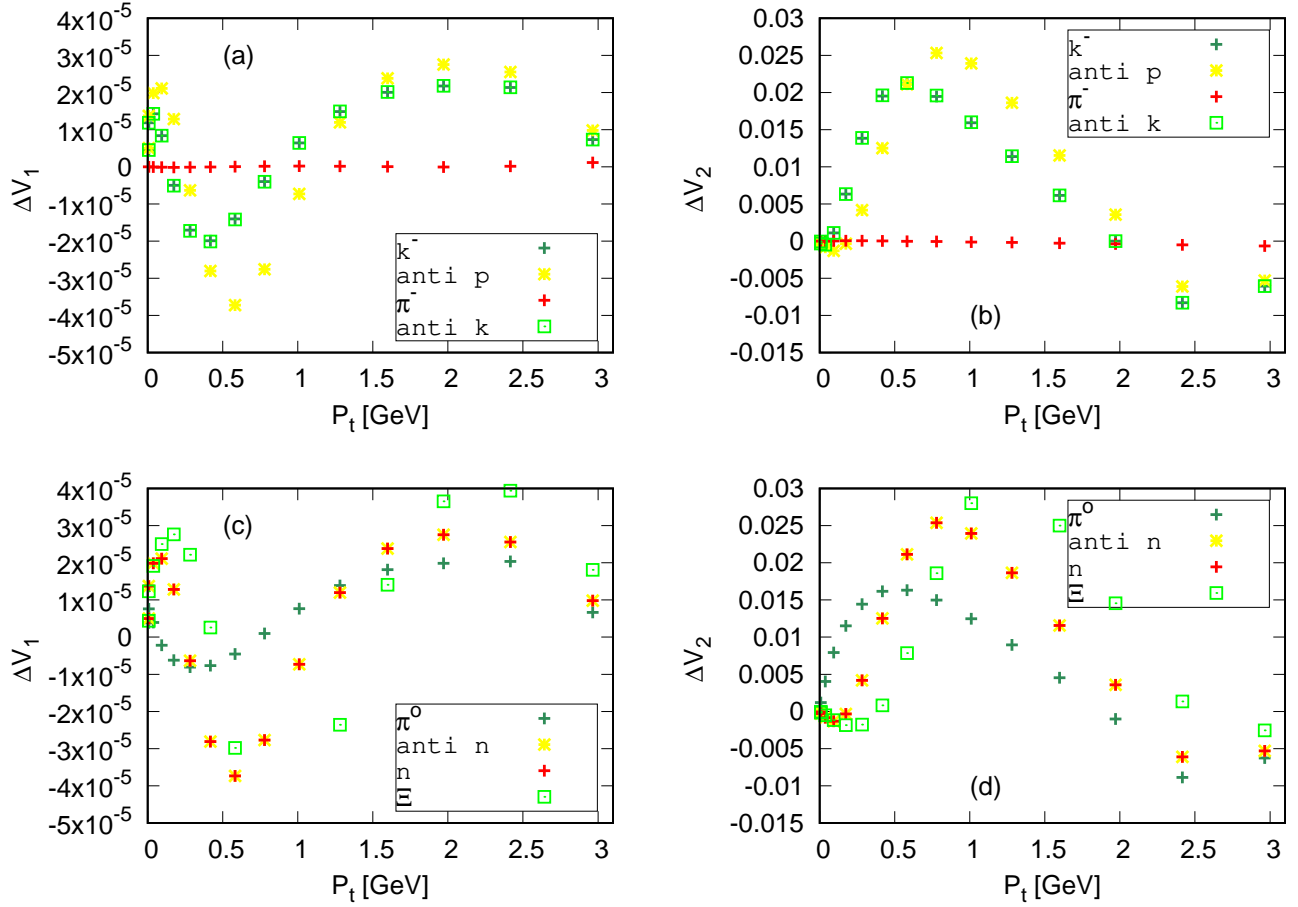 4x10⁻⁵
3x10⁻⁵
2x10⁻⁵
1x10⁻⁵
0
-1x10⁻⁵
-2x10⁻⁵
-3x10⁻⁵
-4x10⁻⁵
-5x10⁻⁵
ΔV₁
(a)
k⁻
anti p
π⁻
anti k
0 0.5 1 1.5 2 2.5 3
Pₜ [GeV]
0.03
0.025
0.02
0.015
0.01
0.005
0
-0.005
-0.01
-0.015
ΔV₂
k⁻
anti p
π⁻
anti k
(b)
0 0.5 1 1.5 2 2.5 3
Pₜ [GeV]
4x10⁻⁵
3x10⁻⁵
2x10⁻⁵
1x10⁻⁵
0
-1x10⁻⁵
-2x10⁻⁵
-3x10⁻⁵
-4x10⁻⁵
-5x10⁻⁵
ΔV₁
(c)
π⁰
anti n
n
Ξ
0 0.5 1 1.5 2 2.5 3
Pₜ [GeV]
0.03
0.025
0.02
0.015
0.01
0.005
0
-0.005
-0.01
-0.015
ΔV₂
π⁰
anti n
n
Ξ
(d)
0 0.5 1 1.5 2 2.5 3
Pₜ [GeV]